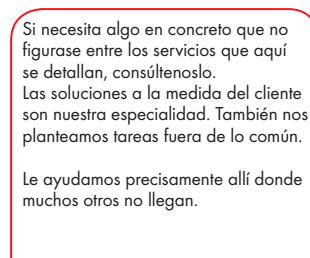 Si necesita algo en concreto que no
figurase entre los servicios que aquí
se detallan, consúltenoslo.
Las soluciones a la medida del cliente
son nuestra especialidad. También nos
planteamos tareas fuera de lo común.

Le ayudamos precisamente allí donde
muchos otros no llegan.